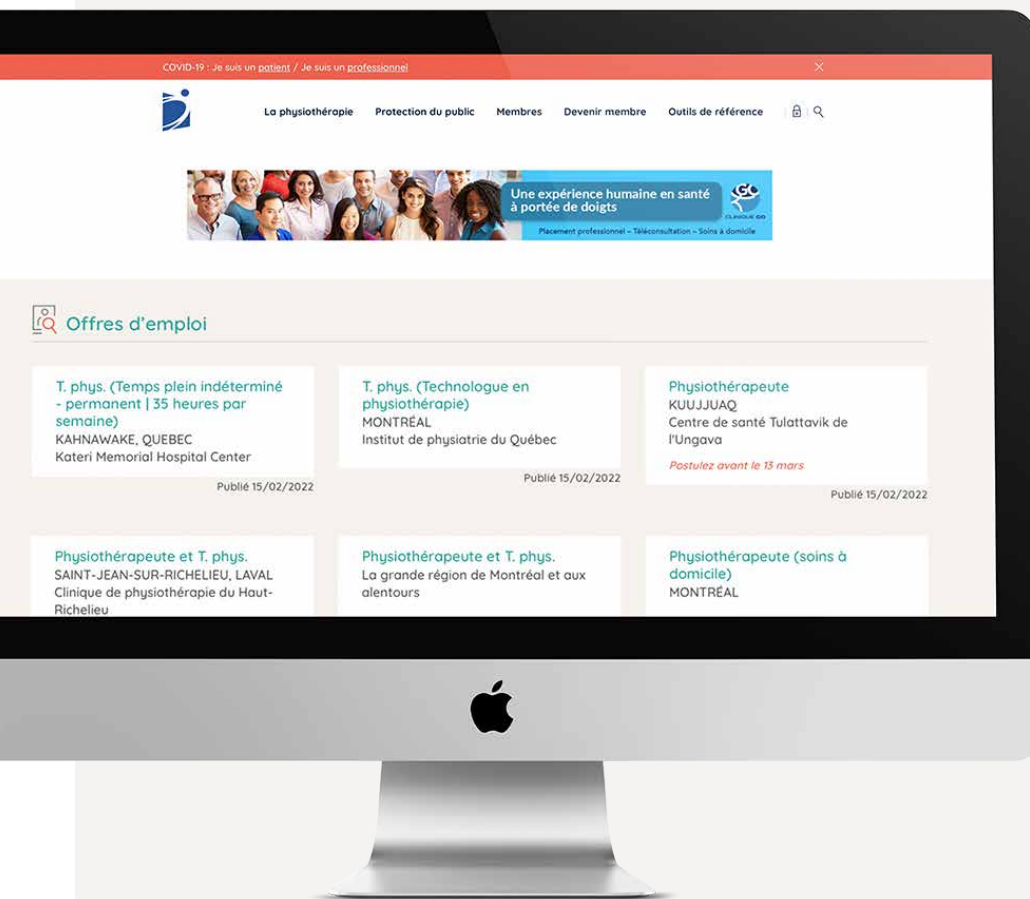 COVID-19 : Je suis un patient / Je suis un professionnel
La physiothérapie Protection du public Membres Devenir membre Outils de référence
Une expérience humaine en santé
à portée de doigts
GO
CLINIQUE GO
Placement professionnel – Téléconsultation – Soins à domicile
Offres d'emploi
T. phys. (Temps plein indéterminé
- permanent | 35 heures par
semaine)
KAHNAWAKE, QUEBEC
Kateri Memorial Hospital Center
Publié 15/02/2022
T. phys. (Technologue en
physiothérapie)
MONTRÉAL
Institut de physiatrie du Québec
Publié 15/02/2022
Physiothérapeute
KUUJJUAQ
Centre de santé Tulattavik de
l'Ungava
Postulez avant le 13 mars
Publié 15/02/2022
Physiothérapeute et T. phys.
SAINT-JEAN-SUR-RICHELIEU, LAVAL
Clinique de physiothérapie du Haut-
Richelieu
Physiothérapeute et T. phys.
La grande région de Montréal et aux
alentours
Physiothérapeute (soins à
domicile)
MONTRÉAL